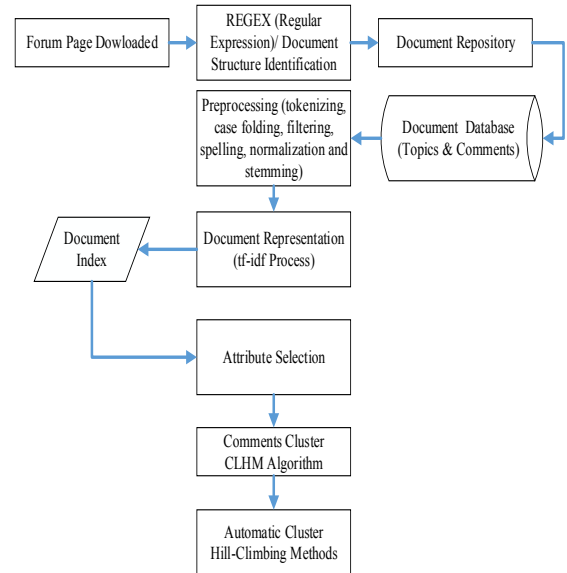 Forum Page Dowloaded
REGEX (Regular
Expression)/ Document
Structure Identification
Document Repository
Preprocessing (tokenizing,
case folding, filtering,
spelling, normalization and
stemming)
Document Database
(Topics & Comments)
Document
Index
Document Representation
(tf-idf Process)
Attribute Selection
Comments Cluster
CLHM Algorithm
Automatic Cluster
Hill-Climbing Methods